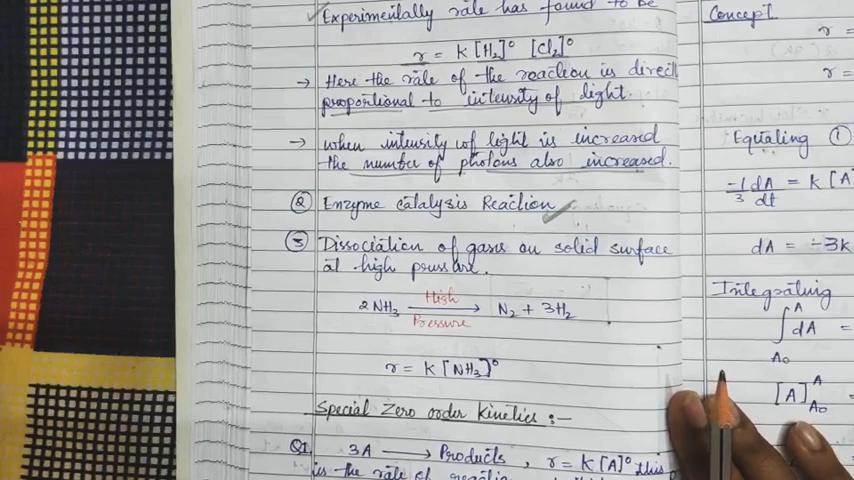 Experimentally rate has found to be
r = K [H₂]° [Cl₂]°
→ Here the rate of the reaction is direct
proportional to intensity of light.
→ when intensity of light is increased
the number of photons also increased.
② Enzyme catalysis Reaction
③ Dissociation of gases on solid surface
at high pressure.
2NH₃ High Pressure → N₂ + 3H₂
r = K [NH₃]°
Special Zero order Kinetics :-
Q1. 3A → Products, r = K[A]° this
is the rate of
Concept
r =
r =
Equating ①
-1/3 dA/dt = K [A]
dA = -3K
Integrating
∫ A₀ A dA =
[A] A A₀ =